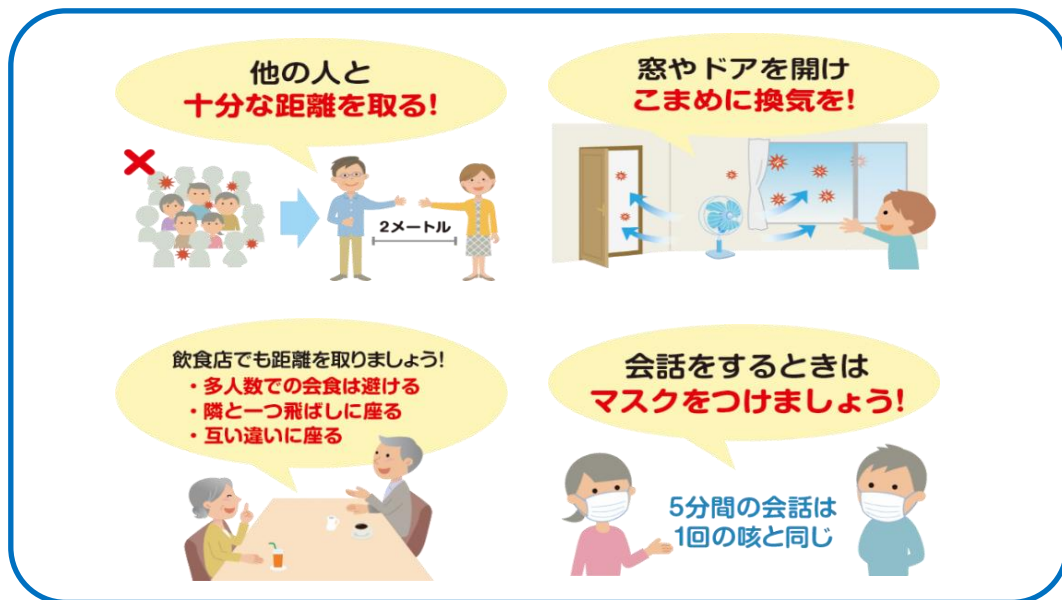 他の人と
十分な距離を取る!
2メートル
窓やドアを開け
こまめに換気を!
飲食店でも距離を取りましょう!
・多人数での会食は避ける
・隣と一つ飛ばしに座る
・互い違いに座る
会話をするときは
マスクをつけましょう!
5分間の会話は
1回の咳と同じ